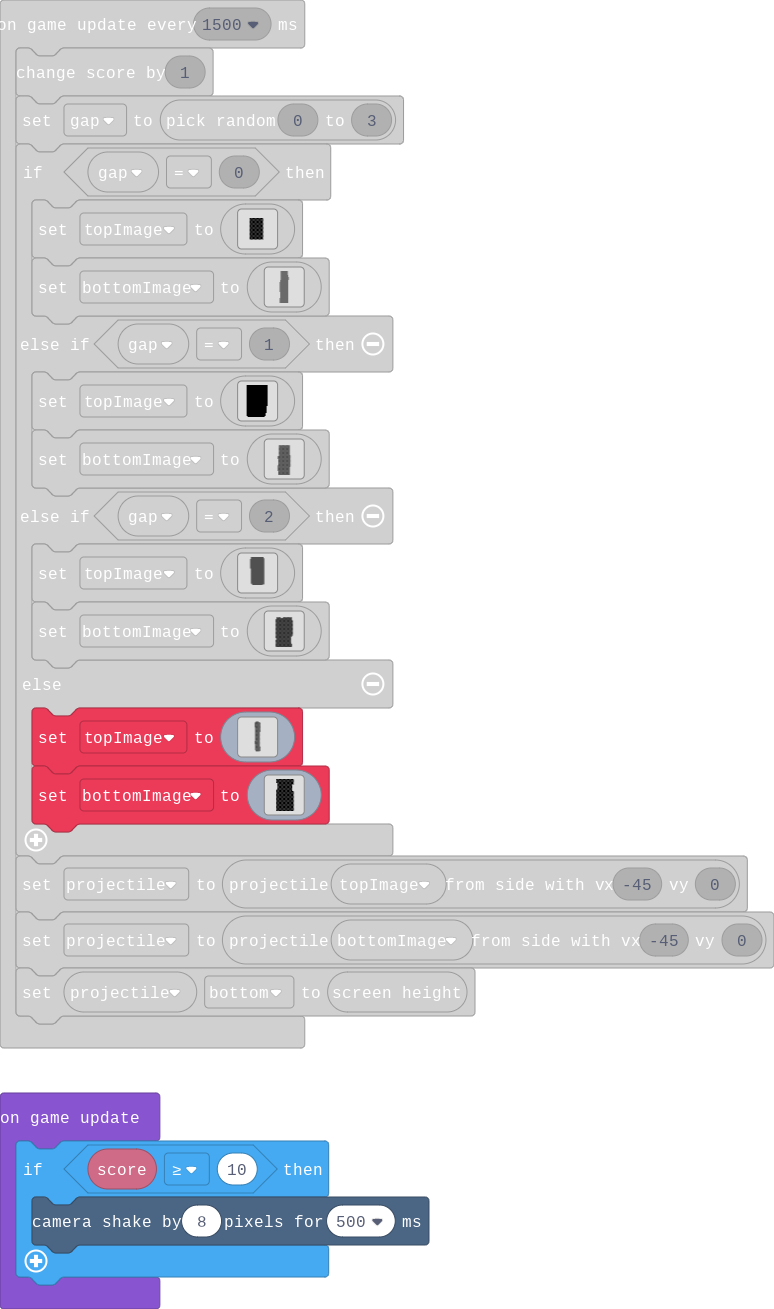 on game update every 1500 ms
change score by 1
set gap to pick random 0 to 3
if gap = 0 then
set topImage to
set bottomImage to
else if gap = 1 then
set topImage to
set bottomImage to
else if gap = 2 then
set topImage to
set bottomImage to
else
set topImage to
set bottomImage to
set projectile to projectile topImage from side with vx -45 vy 0
set projectile to projectile bottomImage from side with vx -45 vy 0
set projectile bottom to screen height
on game update
if score ≥ 10 then
camera shake by 8 pixels for 500 ms